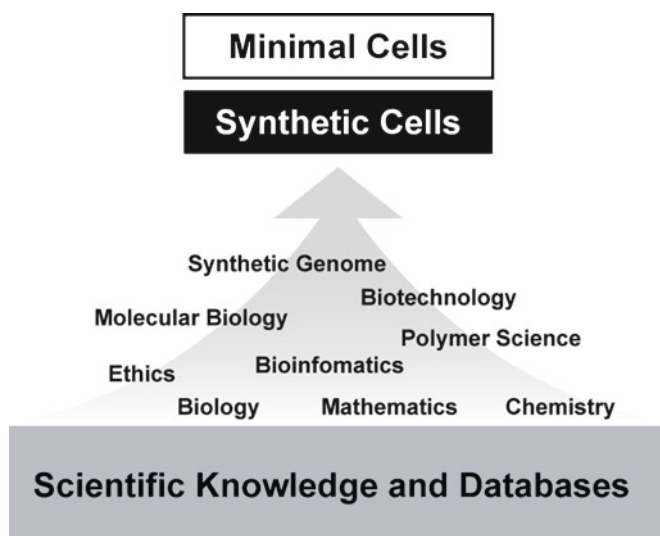 Minimal Cells
Synthetic Cells
Synthetic Genome
Biotechnology
Molecular Biology
Polymer Science
Bioinfomatics
Ethics
Biology
Mathematics
Chemistry
Scientific Knowledge and Databases